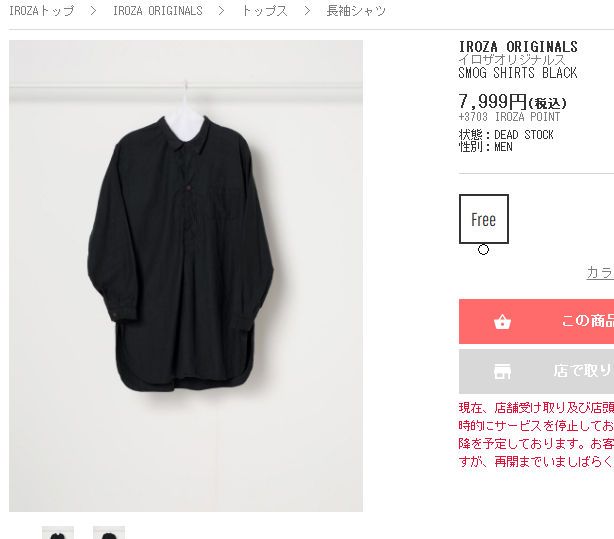 IROZAトップ > IROZA ORIGINALS > トップス > 長袖シャツ
IROZA ORIGINALS
イロザオリジナルス
SMOG SHIRTS BLACK
7,999円(税込)
+3703 IROZA POINT
状態：DEAD STOCK
性別：MEN
Free
カラ
この商品
店で取り
現在、店舗受け取り及び店頭
時的にサービスを停止してお
降を予定しております。お客
すが、再開までいましばらく